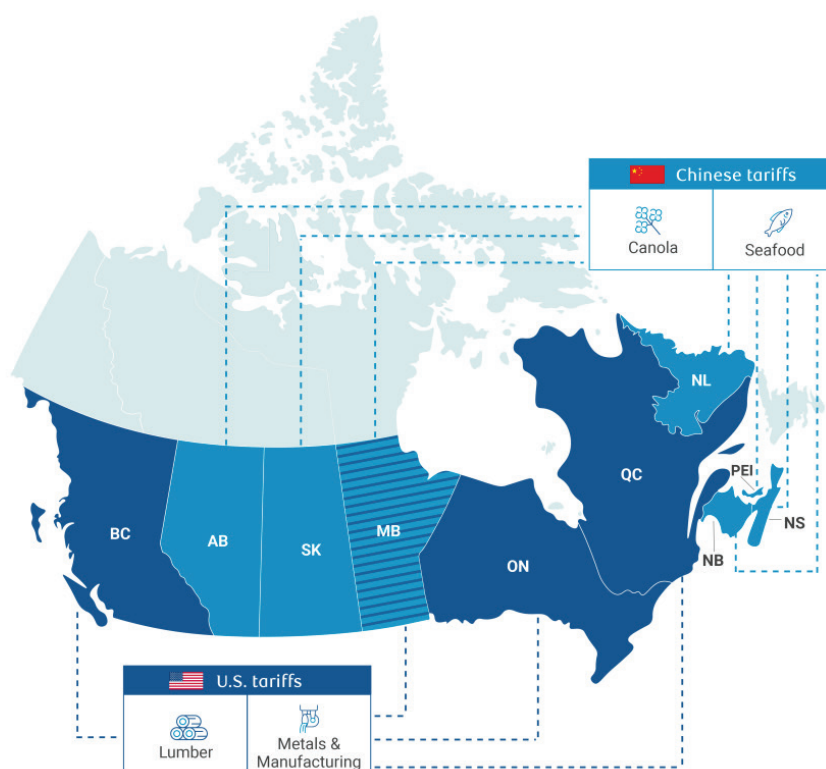 Chinese tariffs
Canola
Seafood
NL
PEI
QC
NS
BC
AB
SK
MB
ON
NB
U.S. tariffs
Lumber
Metals &
Manufacturing